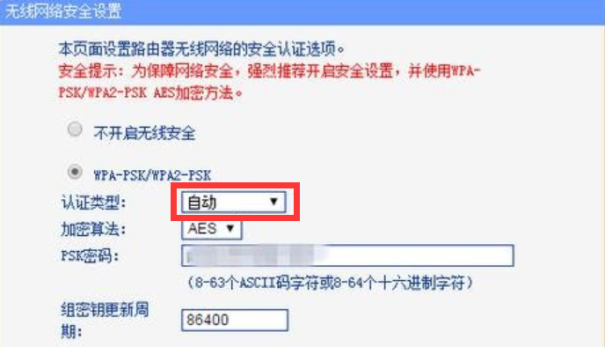 无线网络安全设置
本页面设置路由器无线网络的安全认证选项。
安全提示：为保障网络安全，强烈推荐开启安全设置，并使用WPA-
PSK/WPA2-PSK AES加密方法。
不开启无线安全
WPA-PSK/WPA2-PSK
认证类型： 自动
加密算法： AES
PSK密码：
（8-63个ASCII码字符或8-64个十六进制字符）
组密钥更新周
期： 86400